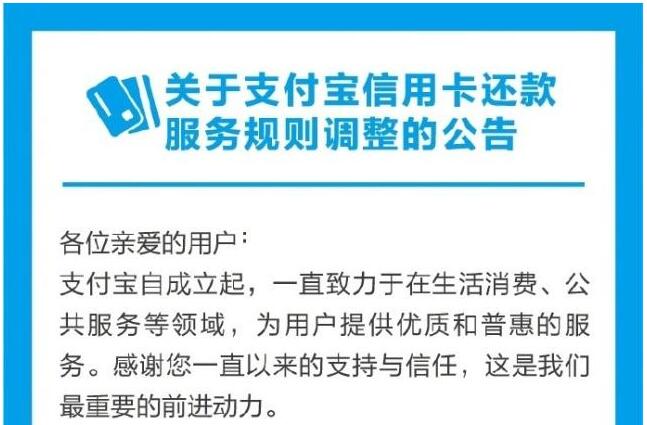 关于支付宝信用卡还款
服务规则调整的公告
各位亲爱的用户：
支付宝自成立起，一直致力于在生活消费、公
共服务等领域，为用户提供优质和普惠的服
务。感谢您一直以来的支持与信任，这是我们
最重要的前进动力。